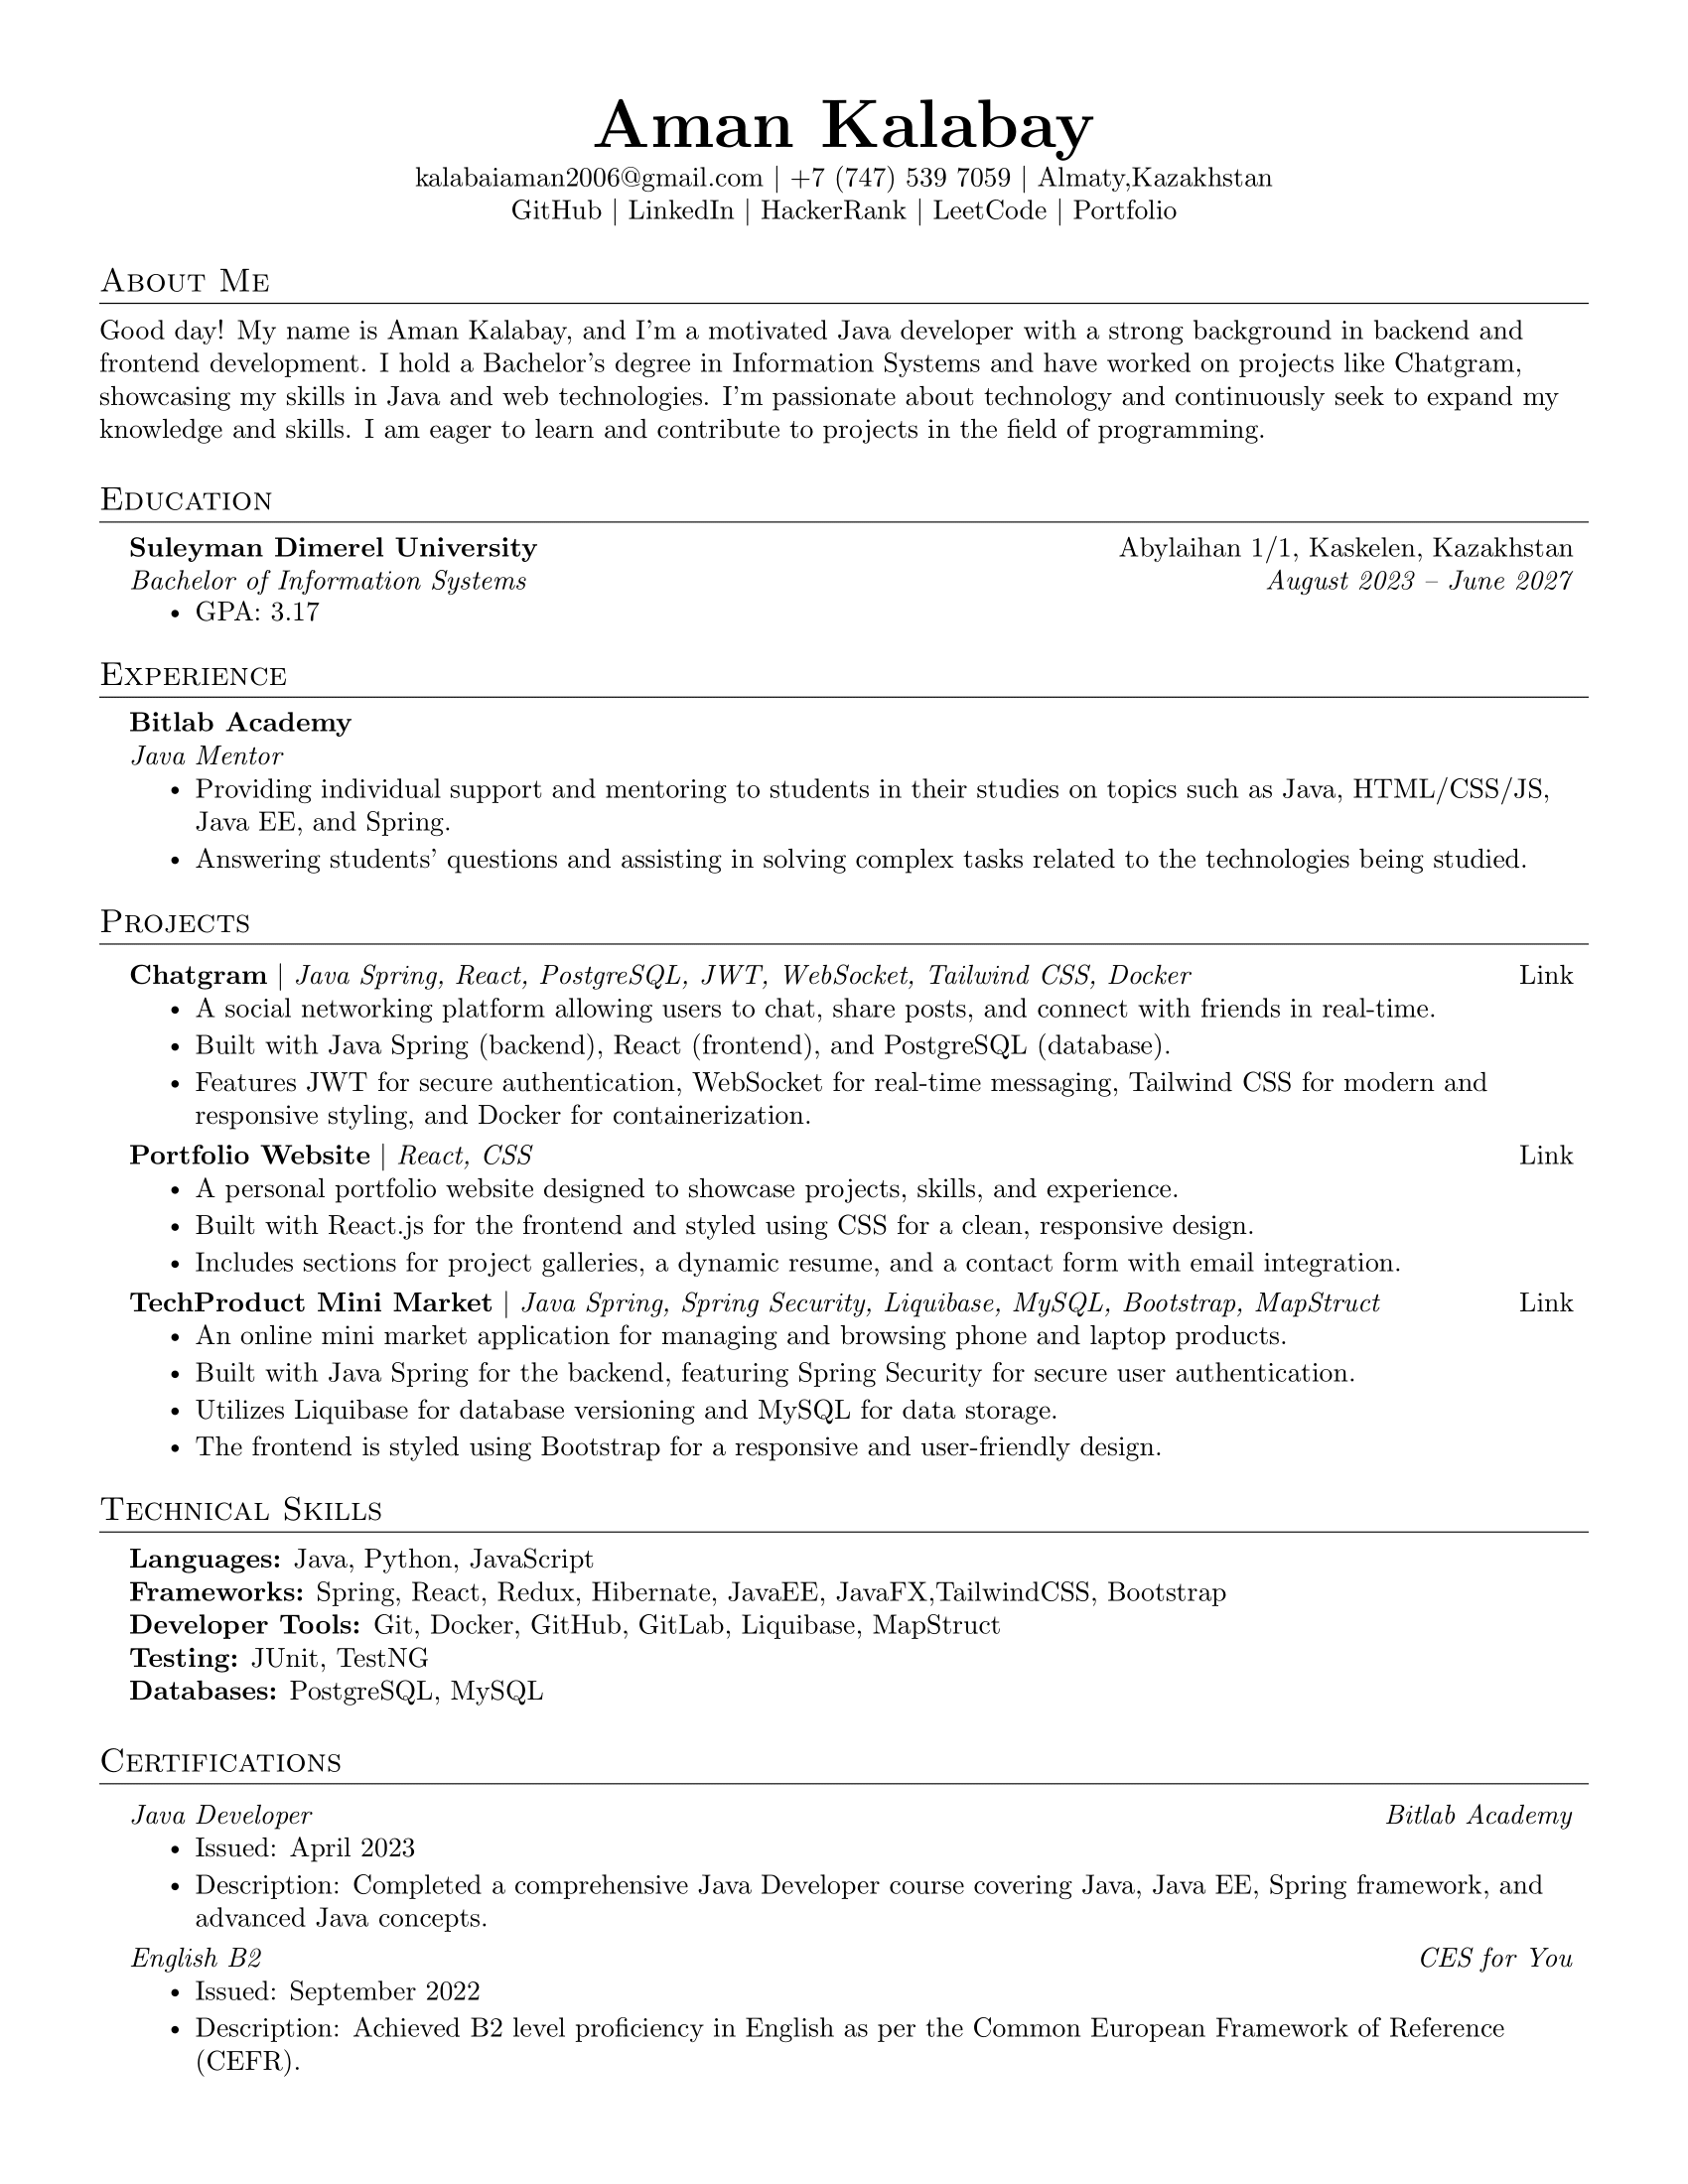 Aman Kalabay
kalabaiaman2006@gmail.com | +7 (747) 539 7059 | Almaty,Kazakhstan
GitHub | LinkedIn | HackerRank | LeetCode | Portfolio
About Me
Good day! My name is Aman Kalabay, and I'm a motivated Java developer with a strong background in backend and
frontend development. I hold a Bachelor's degree in Information Systems and have worked on projects like Chatgram,
showcasing my skills in Java and web technologies. I'm passionate about technology and continuously seek to expand my
knowledge and skills. I am eager to learn and contribute to projects in the field of programming.
Education
Suleyman Dimerel University Abylaihan 1/1, Kaskelen, Kazakhstan
Bachelor of Information Systems August 2023 – June 2027
• GPA: 3.17
Experience
Bitlab Academy
Java Mentor
• Providing individual support and mentoring to students in their studies on topics such as Java, HTML/CSS/JS,
Java EE, and Spring.
• Answering students' questions and assisting in solving complex tasks related to the technologies being studied.
Projects
Chatgram | Java Spring, React, PostgreSQL, JWT, WebSocket, Tailwind CSS, Docker Link
• A social networking platform allowing users to chat, share posts, and connect with friends in real-time.
• Built with Java Spring (backend), React (frontend), and PostgreSQL (database).
• Features JWT for secure authentication, WebSocket for real-time messaging, Tailwind CSS for modern and
responsive styling, and Docker for containerization.
Portfolio Website | React, CSS Link
• A personal portfolio website designed to showcase projects, skills, and experience.
• Built with React.js for the frontend and styled using CSS for a clean, responsive design.
• Includes sections for project galleries, a dynamic resume, and a contact form with email integration.
TechProduct Mini Market | Java Spring, Spring Security, Liquibase, MySQL, Bootstrap, MapStruct Link
• An online mini market application for managing and browsing phone and laptop products.
• Built with Java Spring for the backend, featuring Spring Security for secure user authentication.
• Utilizes Liquibase for database versioning and MySQL for data storage.
• The frontend is styled using Bootstrap for a responsive and user-friendly design.
Technical Skills
Languages: Java, Python, JavaScript
Frameworks: Spring, React, Redux, Hibernate, JavaEE, JavaFX,TailwindCSS, Bootstrap
Developer Tools: Git, Docker, GitHub, GitLab, Liquibase, MapStruct
Testing: JUnit, TestNG
Databases: PostgreSQL, MySQL
Certifications
Java Developer Bitlab Academy
• Issued: April 2023
• Description: Completed a comprehensive Java Developer course covering Java, Java EE, Spring framework, and
advanced Java concepts.
English B2 CES for You
• Issued: September 2022
• Description: Achieved B2 level proficiency in English as per the Common European Framework of Reference
(CEFR).